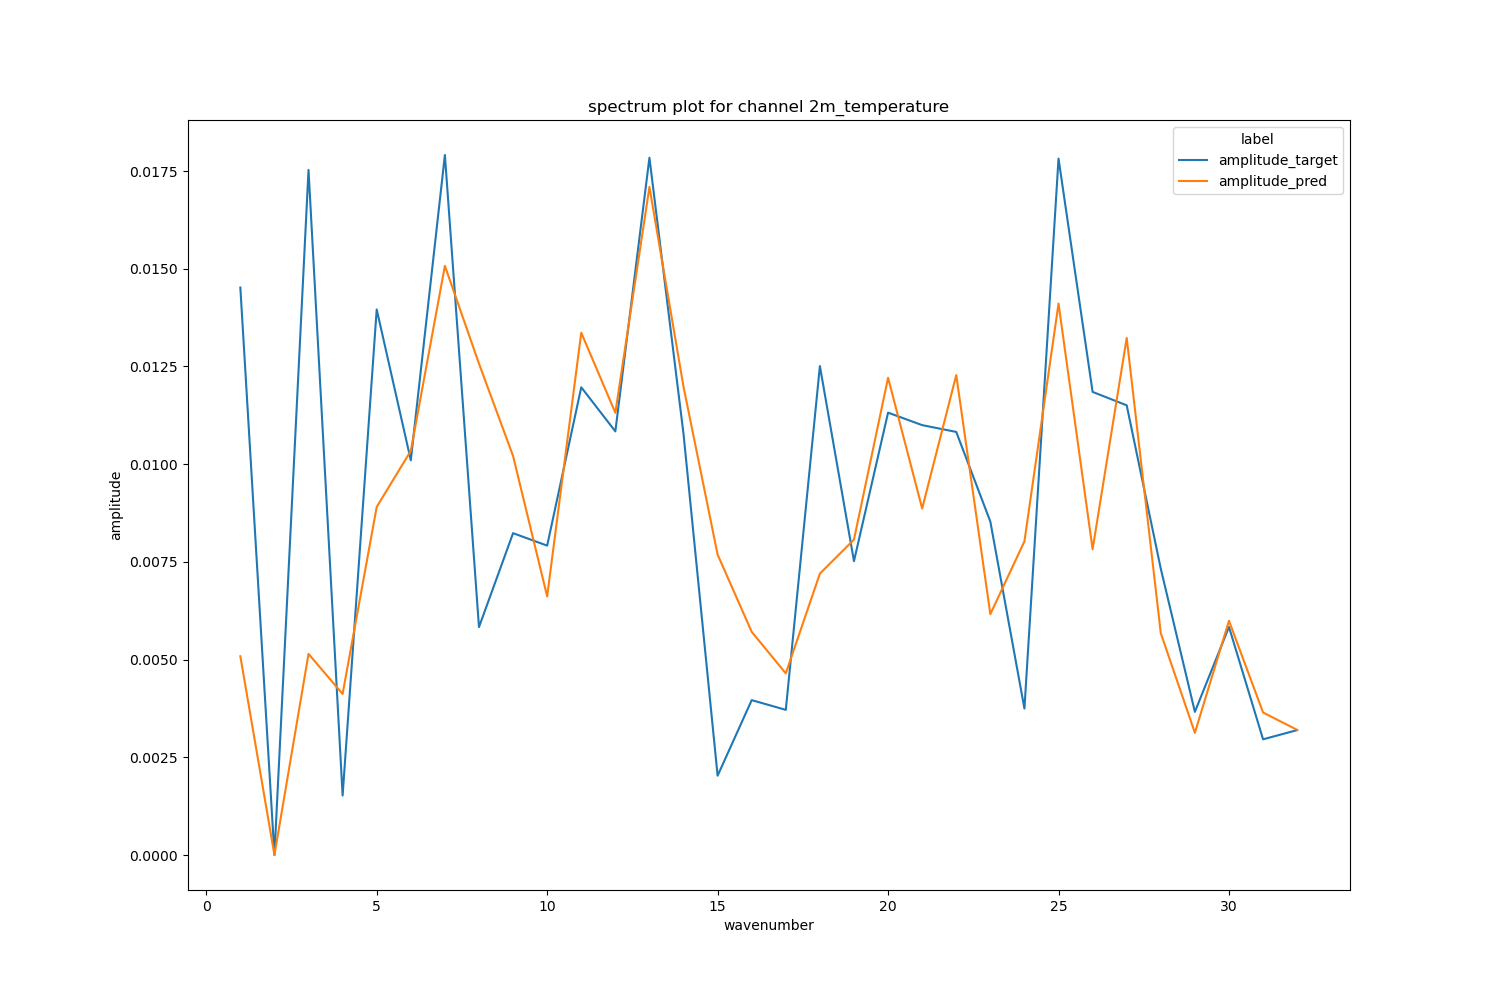 spectrum plot for channel 2m_temperature
label
amplitude_target
amplitude_pred
0.0175
0.0150
0.0125
0.0100
0.0075
0.0050
0.0025
0.0000
amplitude
0 5 10 15 20 25 30
wavenumber